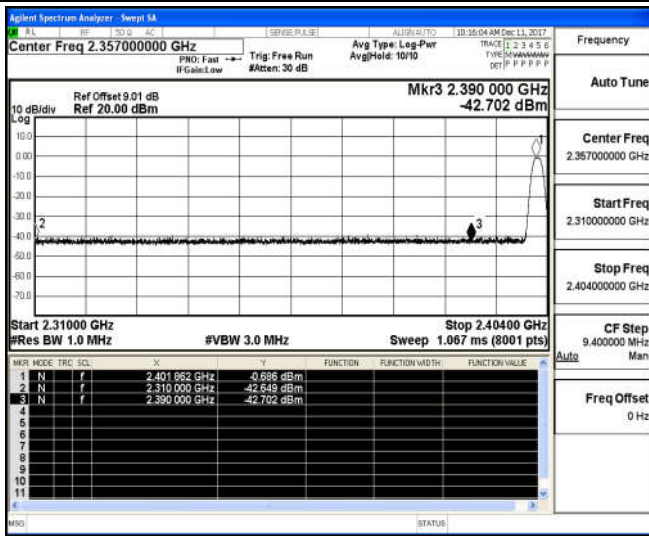 Agilent Spectrum Analyzer - Swept SA
RL RF 50 Ω AC SENSE:PULSE ALIGN AUTO 10:16:04 AM Dec 11, 2017
Center Freq 2.357000000 GHz
PNO: Fast
IFGain:Low
Trig: Free Run
#Atten: 30 dB
Avg Type: Log-Pwr
Avg|Hold: 10/10
TRACE 1 2 3 4 5 6
TYPE
DET P P P P P P
Ref Offset 9.01 dB
10 dB/div Ref 20.00 dBm
Log
Mkr3 2.390 000 GHz
-42.702 dBm
10.0
0.00
-10.0
-20.0
-30.0
-40.0
-50.0
-60.0
-70.0
1
2
3
Start 2.31000 GHz Stop 2.40400 GHz
#Res BW 1.0 MHz #VBW 3.0 MHz Sweep 1.067 ms (8001 pts)
MKR MODE TRC SCL X Y FUNCTION FUNCTION WIDTH FUNCTION VALUE
1 N f 2.401 862 GHz -0.686 dBm
2 N f 2.310 000 GHz -42.649 dBm
3 N f 2.390 000 GHz -42.702 dBm
4
5
6
7
8
9
10
11
MSG STATUS
Frequency
Auto Tune
Center Freq
2.357000000 GHz
Start Freq
2.310000000 GHz
Stop Freq
2.404000000 GHz
CF Step
9.400000 MHz
Auto Man
Freq Offset
0 Hz